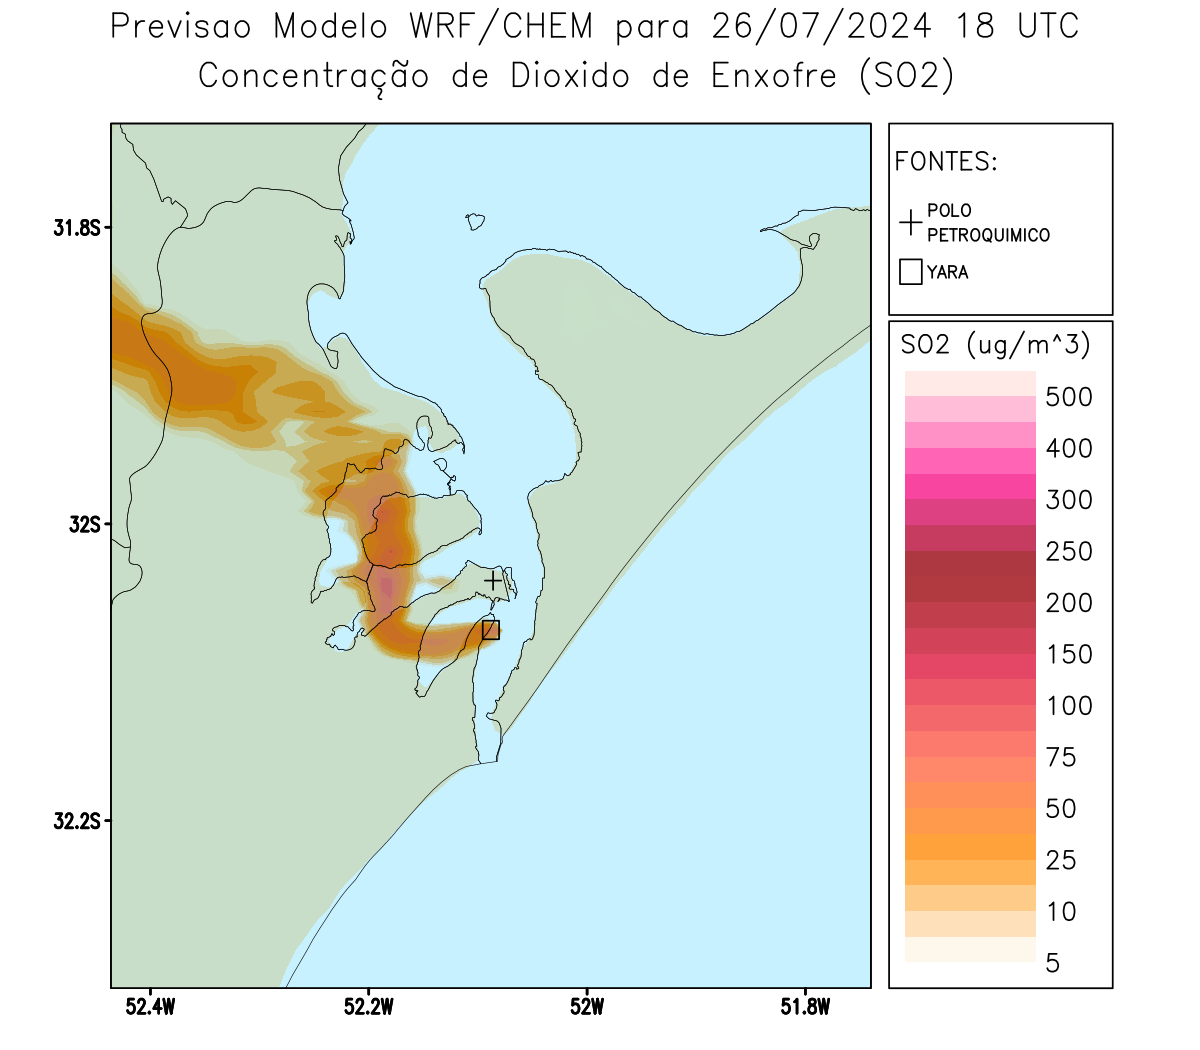 Previsao Modelo WRF/CHEM para 26/07/2024 18 UTC
Concentração de Dioxido de Enxofre (SO2)
FONTES:
POLO
PETROQUIMICO
YARA
SO2 (ug/m^3)
500
400
300
250
200
150
100
75
50
25
10
5
31.8S
32S
32.2S
52.4W
52.2W
52W
51.8W